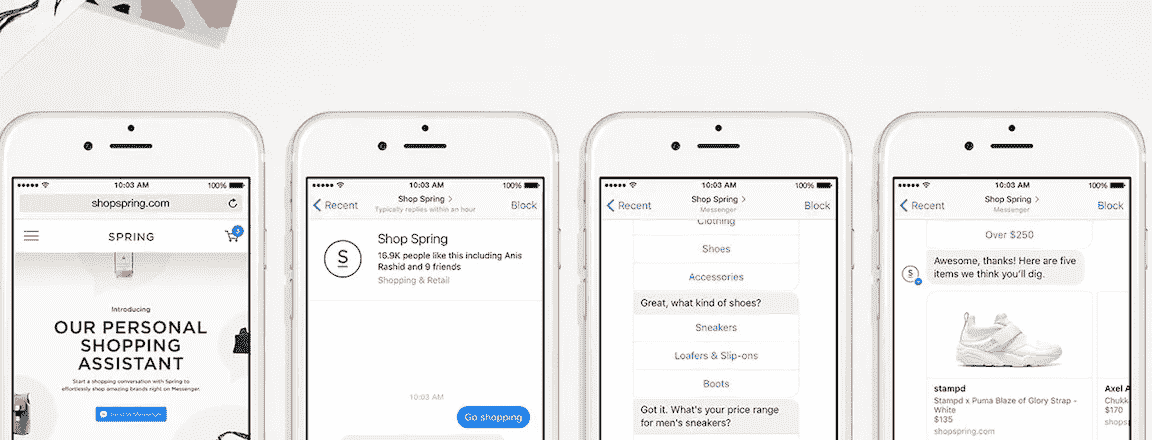 10:03 AM
100%
shopspring.com
SPRING
3
Introducing
OUR PERSONAL
SHOPPING
ASSISTANT
Start a shopping conversation with Spring to
effortlessly shop amazing brands right on Messenger.
10:03 AM
100%
Recent
Shop Spring
Typically replies within an hour
Block
S
Shop Spring
16.9K people like this including Anis
Rashid and 9 friends
Shopping & Retail
10:03 AM
Go shopping
10:03 AM
100%
Recent
Shop Spring
Messenger
Block
Clothing
Shoes
Accessories
Great, what kind of shoes?
Sneakers
Loafers & Slip-ons
Boots
Got it. What's your price range
for men's sneakers?
10:03 AM
100%
Recent
Shop Spring
Messenger
Block
Over $250
S
Awesome, thanks! Here are five
items we think you'll dig.
stampd
Stampd x Puma Blaze of Glory Strap -
White
$135
shopspring.com
Axel A
Chukk
$170
shops